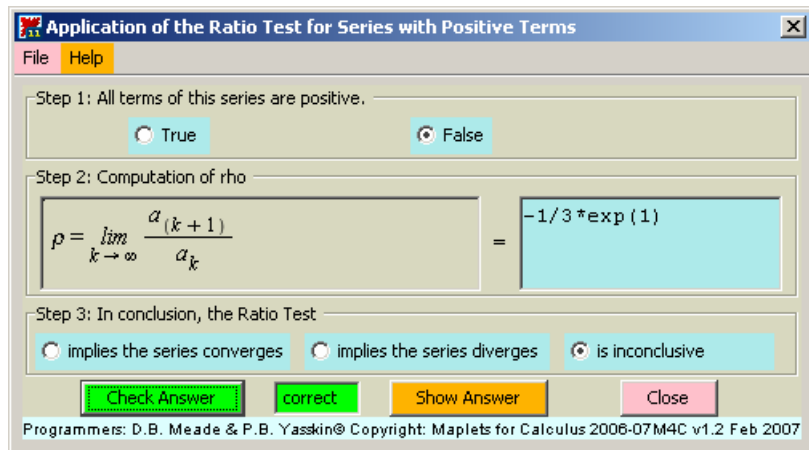 Application of the Ratio Test for Series with Positive Terms
File Help
Step 1: All terms of this series are positive.
True False
Step 2: Computation of rho
ρ = lim k → ∞ a(k + 1) / a k = -1/3*exp(1)
Step 3: In conclusion, the Ratio Test
implies the series converges implies the series diverges is inconclusive
Check Answer correct Show Answer Close
Programmers: D.B. Meade & P.B. Yasskin® Copyright: Maplets for Calculus 2006-07M4C v1.2 Feb 2007